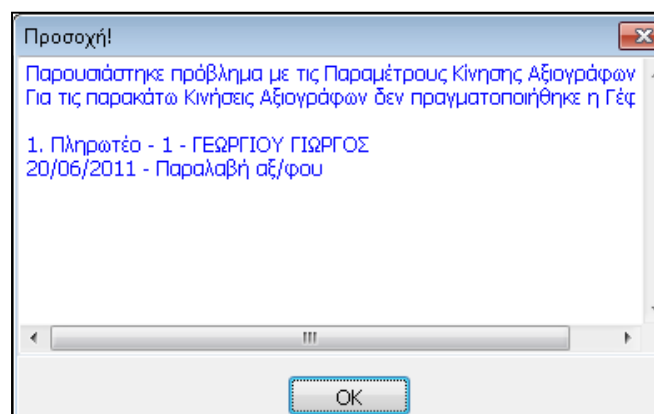 Προσοχή!
Παρουσιάστηκε πρόβλημα με τις Παραμέτρους Κίνησης Αξιογράφων
Για τις παρακάτω Κινήσεις Αξιογράφων δεν πραγματοποιήθηκε η Γέφ
1. Πληρωτέο - 1 - ΓΕΩΡΓΙΟΥ ΓΙΩΡΓΟΣ
20/06/2011 - Παραλαβή αξ/φου
OK